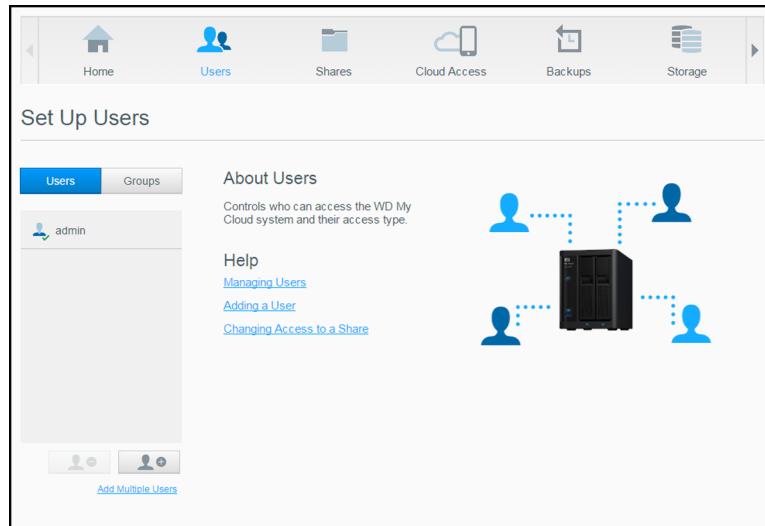 Home Users Shares Cloud Access Backups Storage
Set Up Users
Users Groups
admin
About Users
Controls who can access the WD My
Cloud system and their access type.
Help
Managing Users
Adding a User
Changing Access to a Share
Add Multiple Users